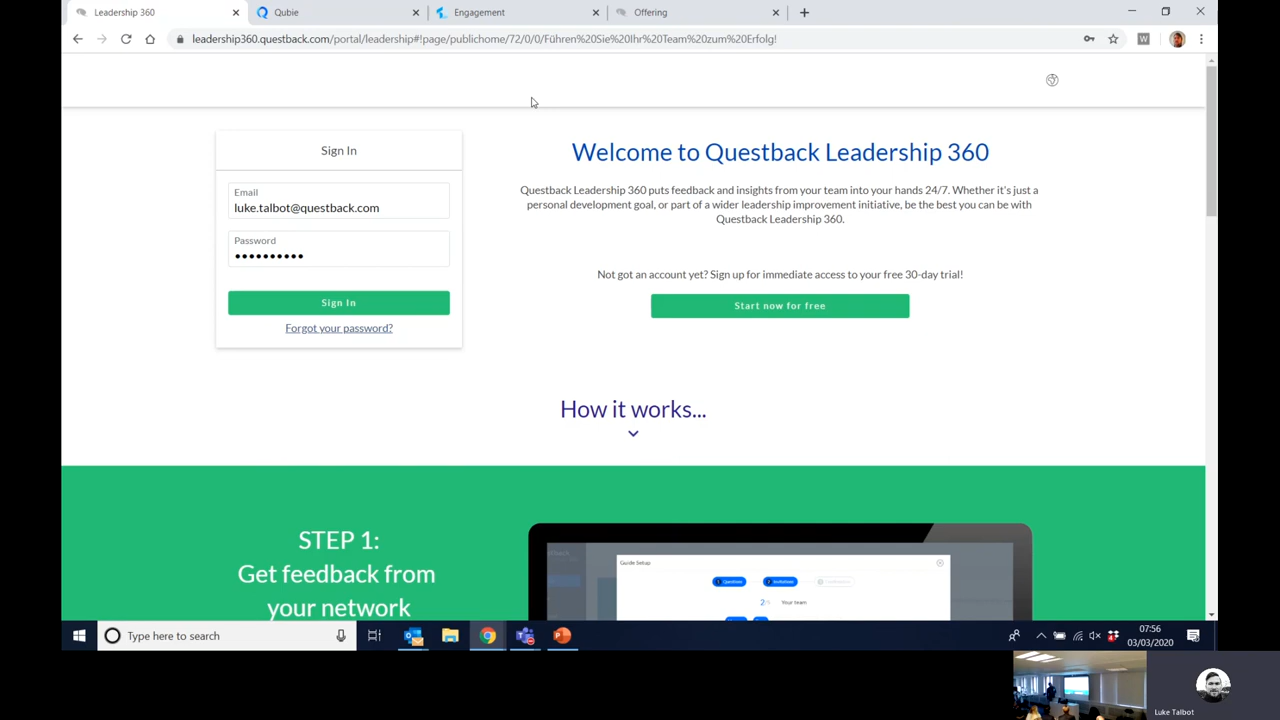 Leadership 360
Qubie
Engagement
Offering
leadership360.questback.com/portal/leadership#!page/publichome/72/0/0/Führen%20Sie%20Ihr%20Team%20zum%20Erfolg!
W
Sign In
Email
luke.talbot@questback.com
Password
Sign In
Forgot your password?
Welcome to Questback Leadership 360
Questback Leadership 360 puts feedback and insights from your team into your hands 24/7. Whether it's just a
personal development goal, or part of a wider leadership improvement initiative, be the best you can be with
Questback Leadership 360.
Not got an account yet? Sign up for immediate access to your free 30-day trial!
Start now for free
How it works...
STEP 1:
Get feedback from
your network
Guide Setup
Questions
Invitations
2/
Your team
Type here to search
07:56
03/03/2020
Luke Talbot